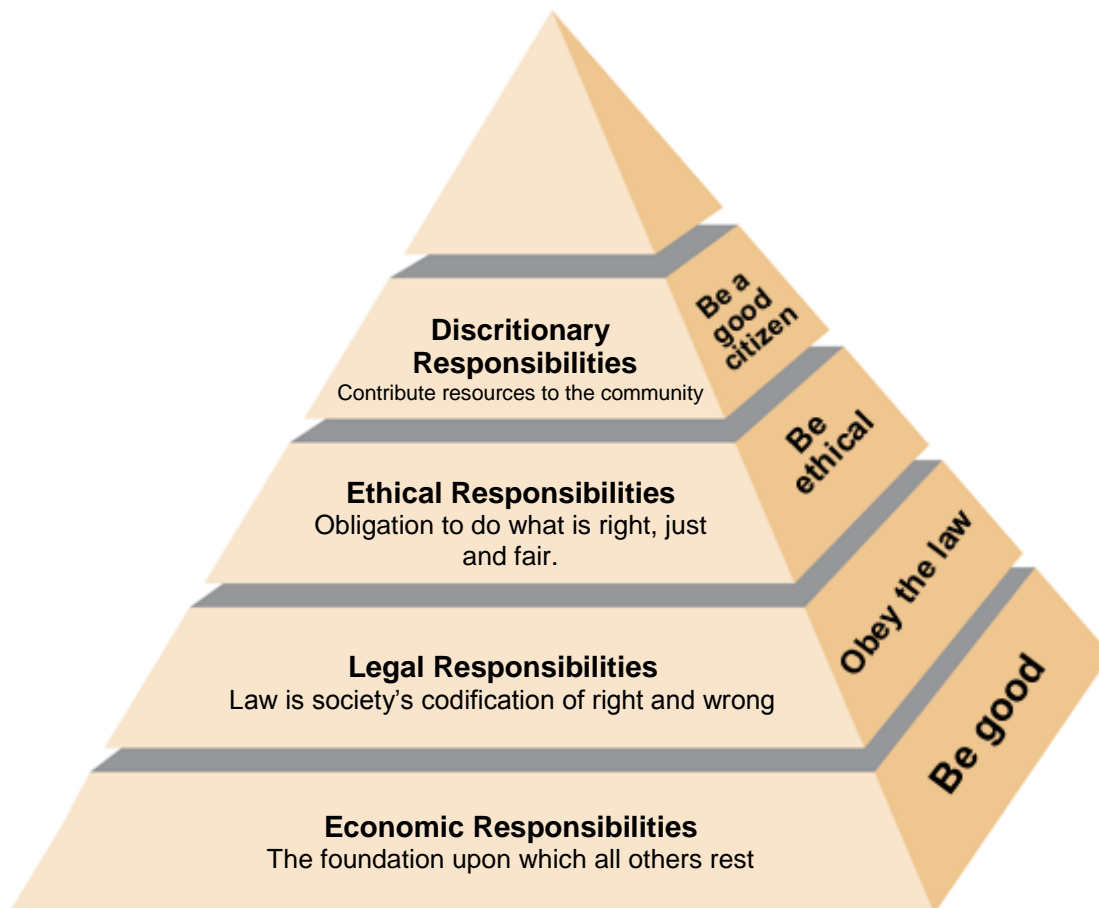 Discritionary
Responsibilities
Contribute resources to the community
Be a
good
citizen
Ethical Responsibilities
Obligation to do what is right, just
and fair.
Be
ethical
Legal Responsibilities
Law is society’s codification of right and wrong
Obey the law
Economic Responsibilities
The foundation upon which all others rest
Be good